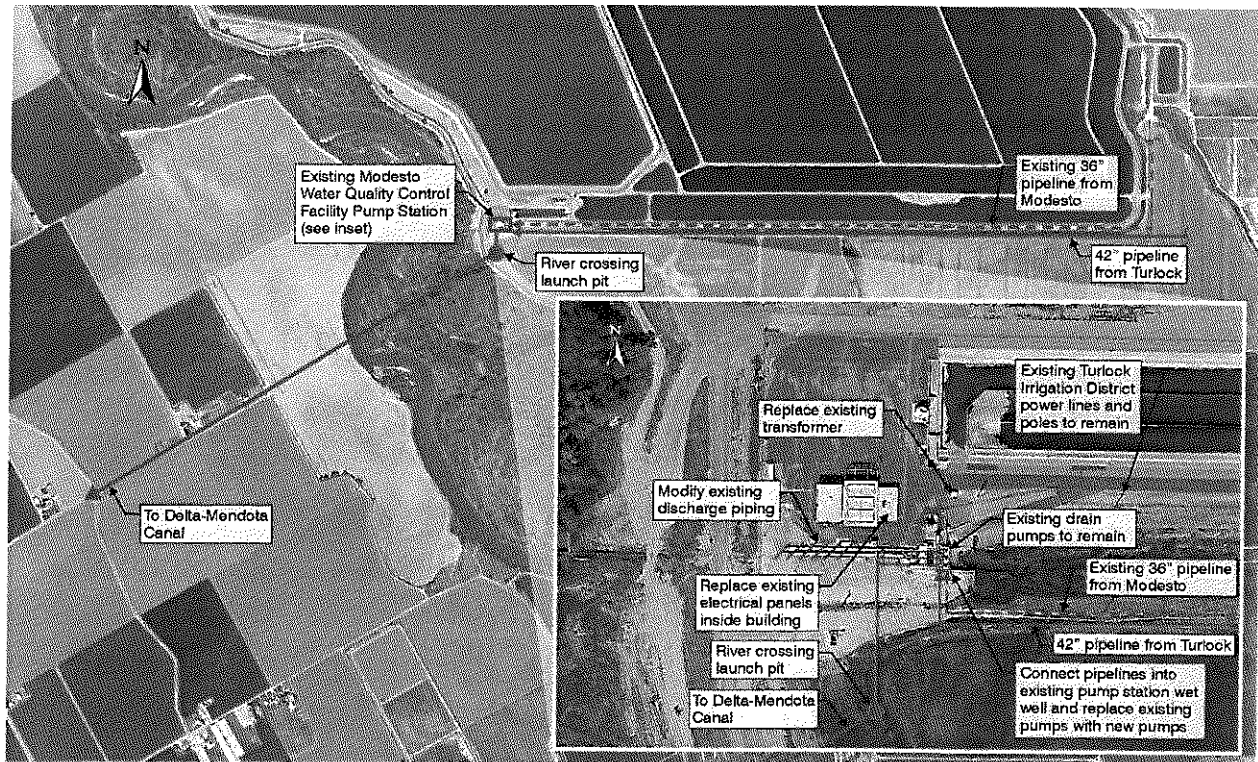 N
Existing Modesto
Water Quality Control
Facility Pump Station
(see inset)
River crossing
launch pit
Existing 36"
pipeline from
Modesto
42" pipeline
from Turlock
To Delta-Mendota
Canal
N
Replace existing
transformer
Existing Turlock
Irrigation District
power lines and
poles to remain
Modify existing
discharge piping
Existing drain
pumps to remain
Existing 36" pipeline
from Modesto
Replace existing
electrical panels
inside building
42" pipeline from Turlock
River crossing
launch pit
Connect pipelines into
existing pump station wet
well and replace existing
pumps with new pumps
To Delta-Mendota
Canal